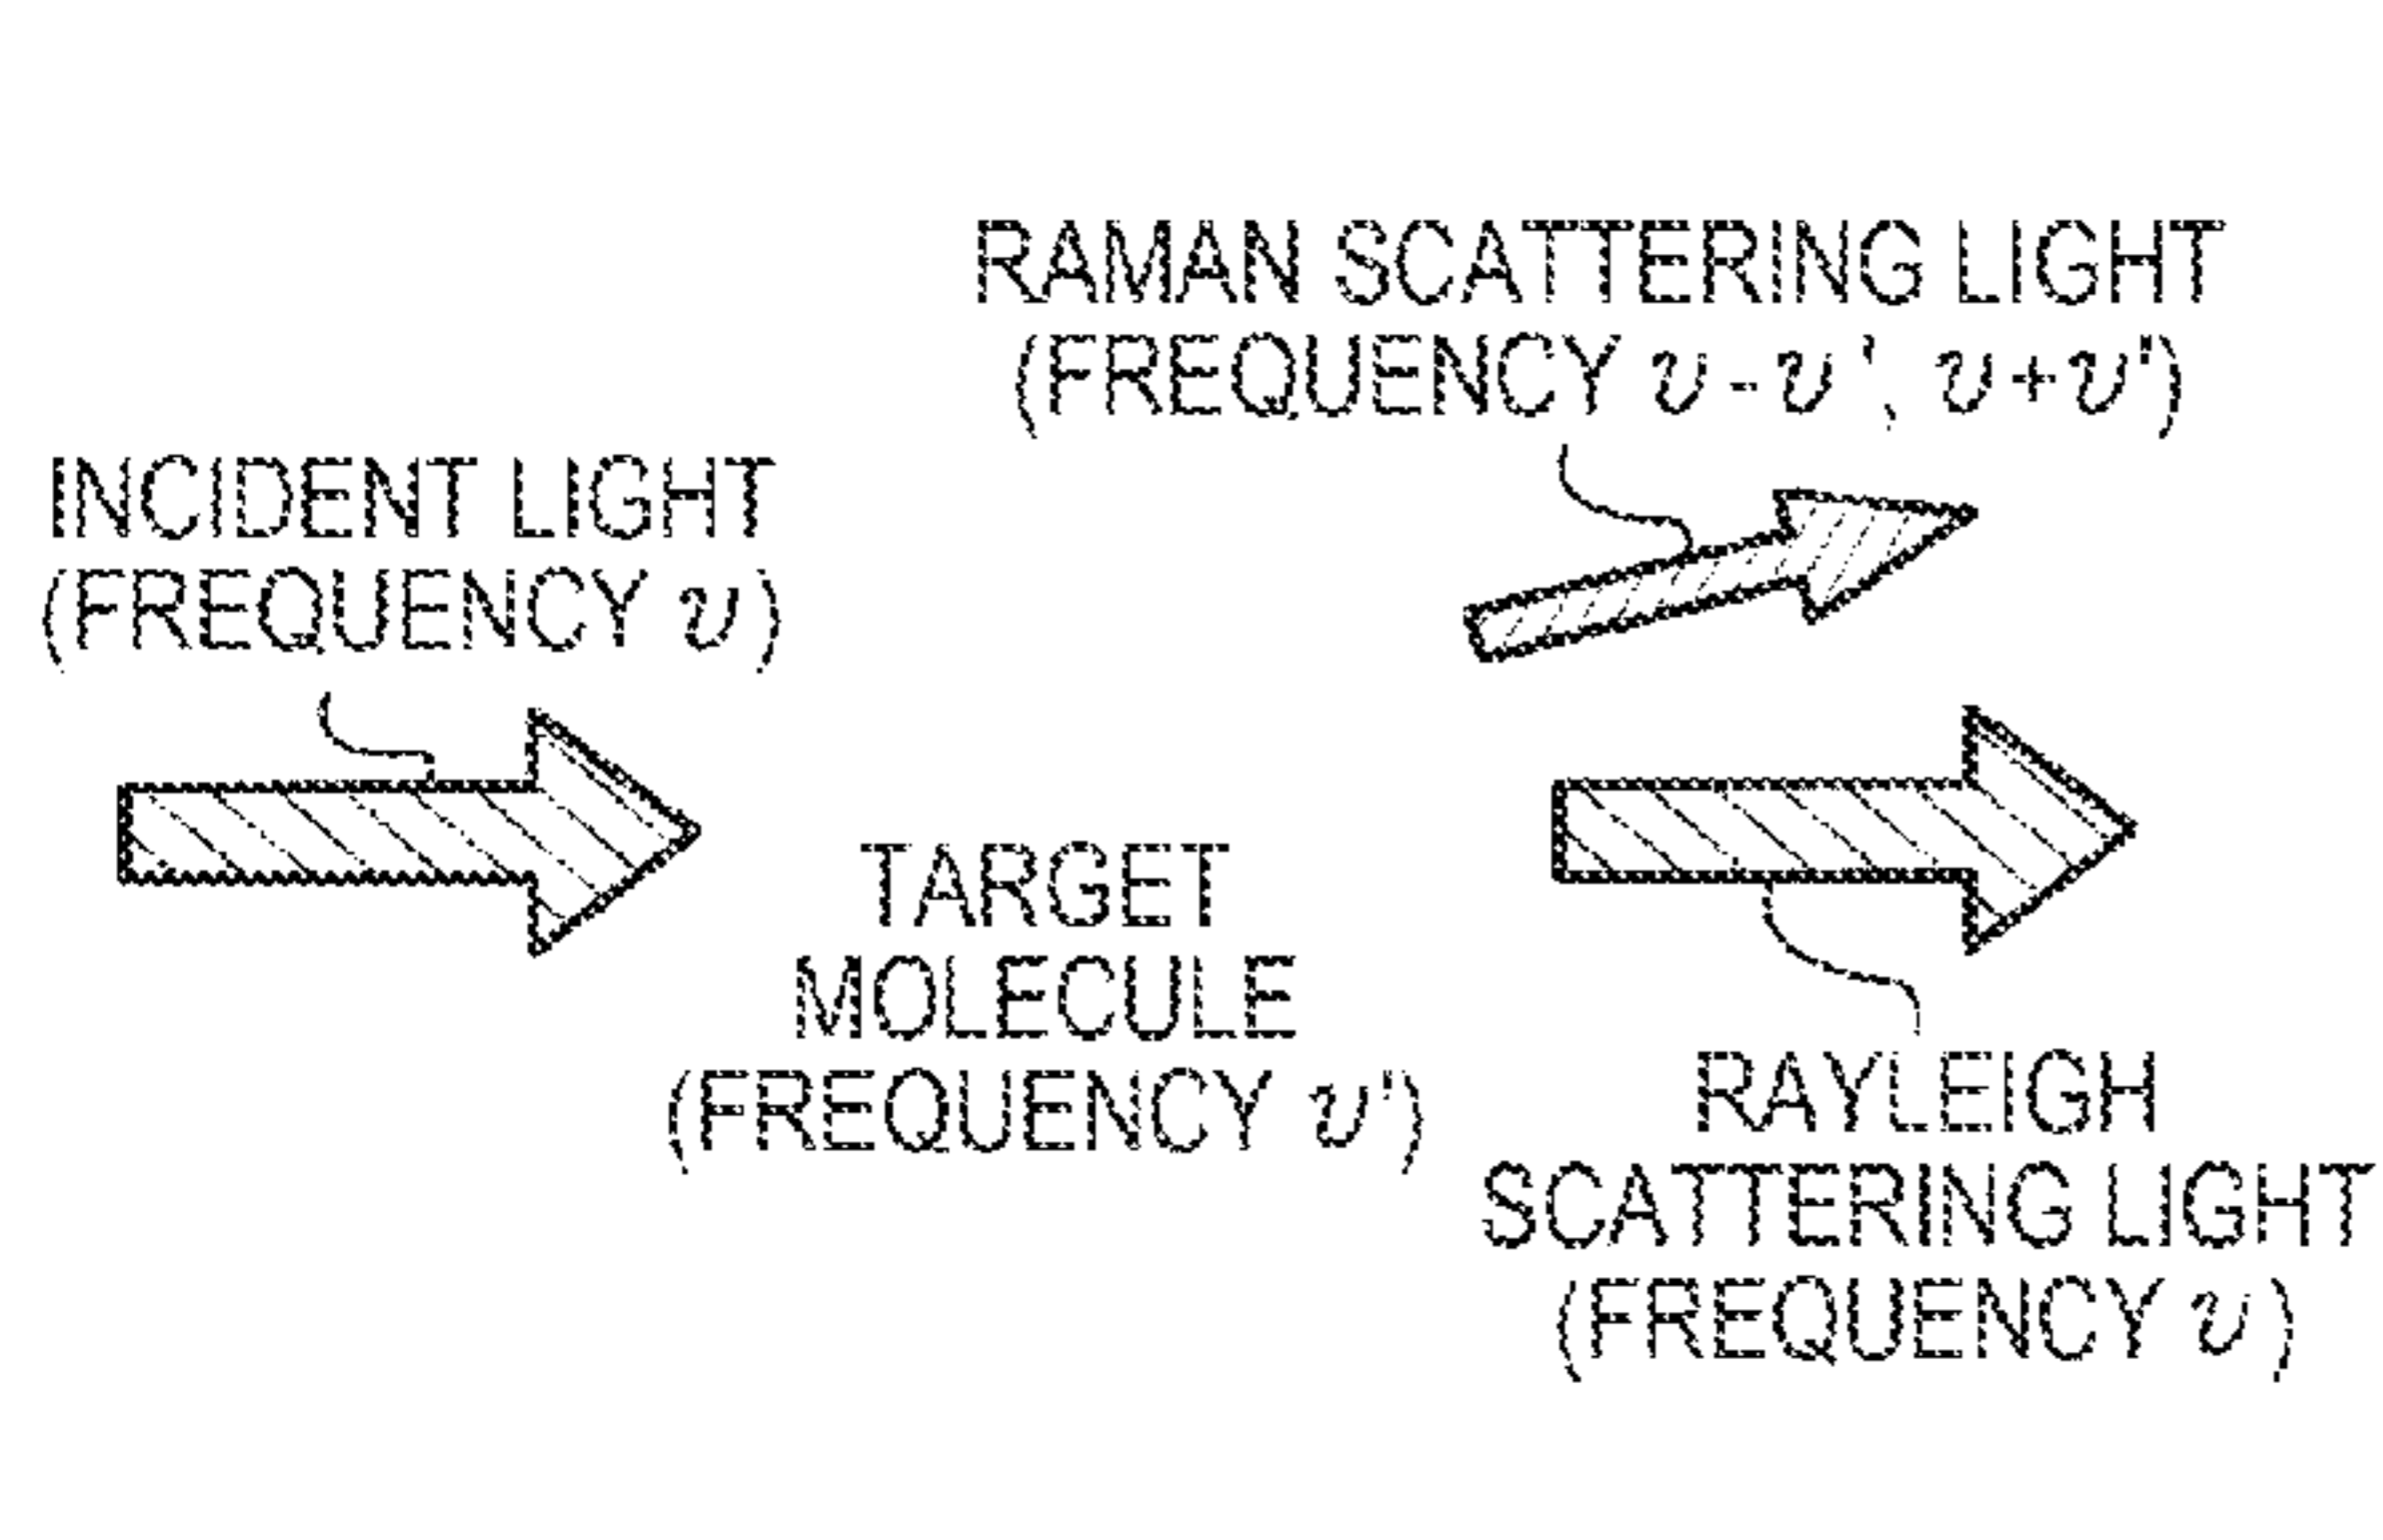 RAMAN SCATTERING LIGHT
(FREQUENCY ν-ν', ν+ν')
INCIDENT LIGHT
(FREQUENCY ν)
TARGET
MOLECULE
(FREQUENCY ν')
RAYLEIGH
SCATTERING LIGHT
(FREQUENCY ν)